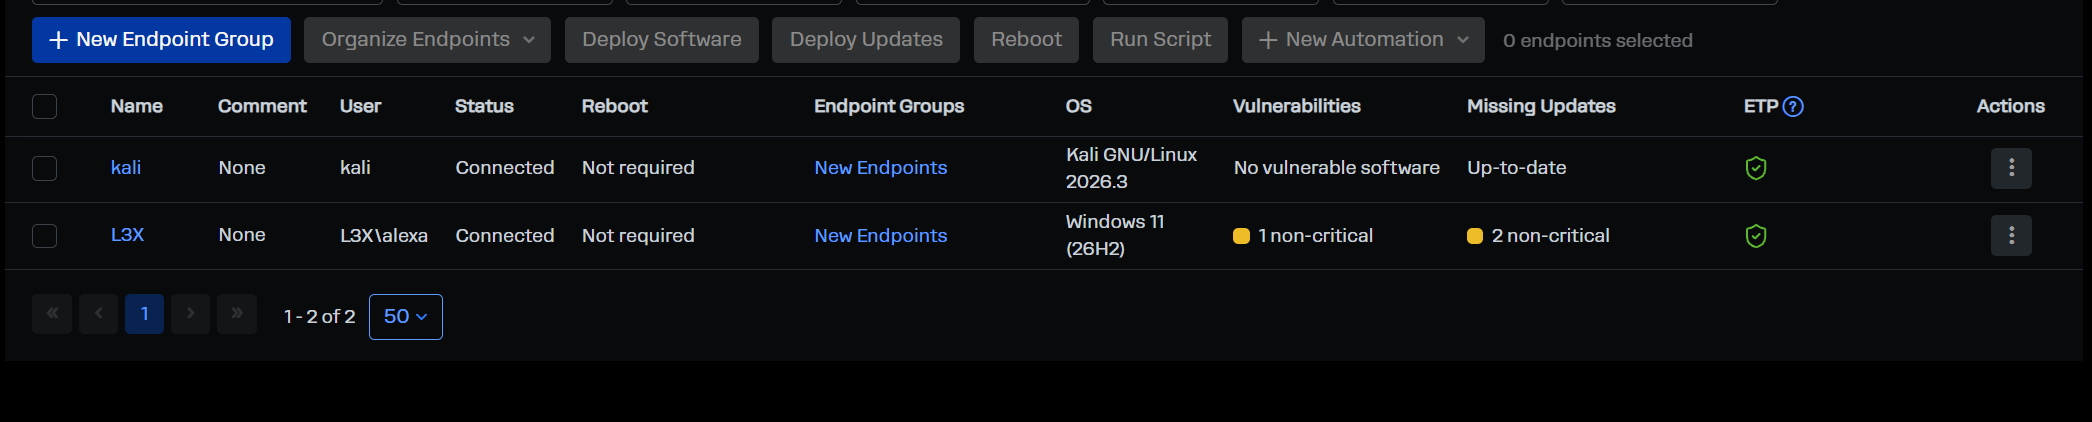 New Endpoint Group Organize Endpoints Deploy Software Deploy Updates Reboot Run Script New Automation 0 endpoints selected
Name Comment User Status Reboot Endpoint Groups OS Vulnerabilities Missing Updates ETP ? Actions
kali None kali Connected Not required New Endpoints Kali GNU/Linux 2026.3 No vulnerable software Up-to-date
L3X None L3X\alexa Connected Not required New Endpoints Windows 11 (26H2) 1 non-critical 2 non-critical
« ‹ 1 › » 1 - 2 of 2 50